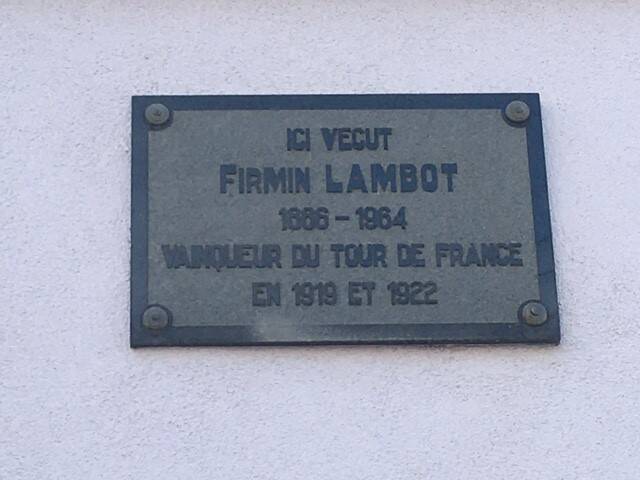 ICI VECUT
FIRMIN LAMBOT
1886 - 1964
VAINQUEUR DU TOUR DE FRANCE
EN 1919 ET 1922